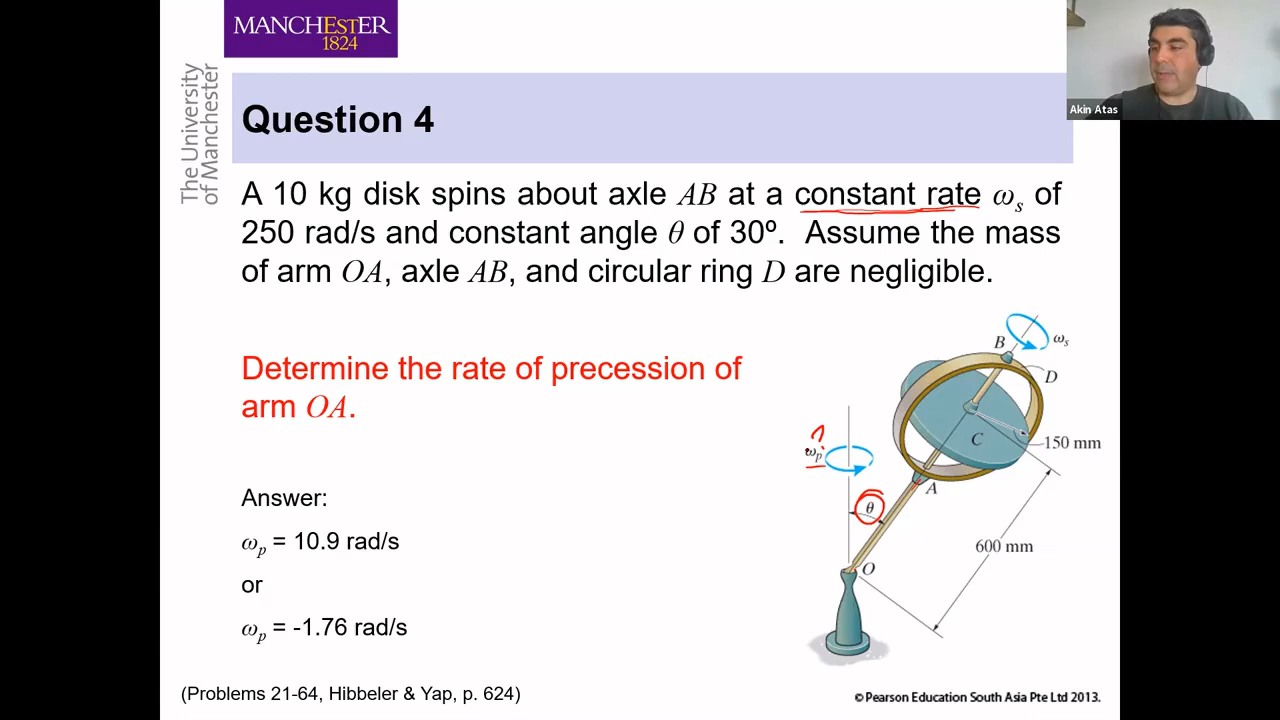 MANCHESTER
1824
The University
of Manchester
Akin Atas
Question 4
A 10 kg disk spins about axle AB at a constant rate ωs of
250 rad/s and constant angle θ of 30º. Assume the mass
of arm OA, axle AB, and circular ring D are negligible.
Determine the rate of precession of
arm OA.
B
ωs
D
?
ωp
C
150 mm
A
θ
600 mm
O
Answer:
ωp = 10.9 rad/s
or
ωp = -1.76 rad/s
(Problems 21-64, Hibbeler & Yap, p. 624)
©Pearson Education South Asia Pte Ltd 2013.